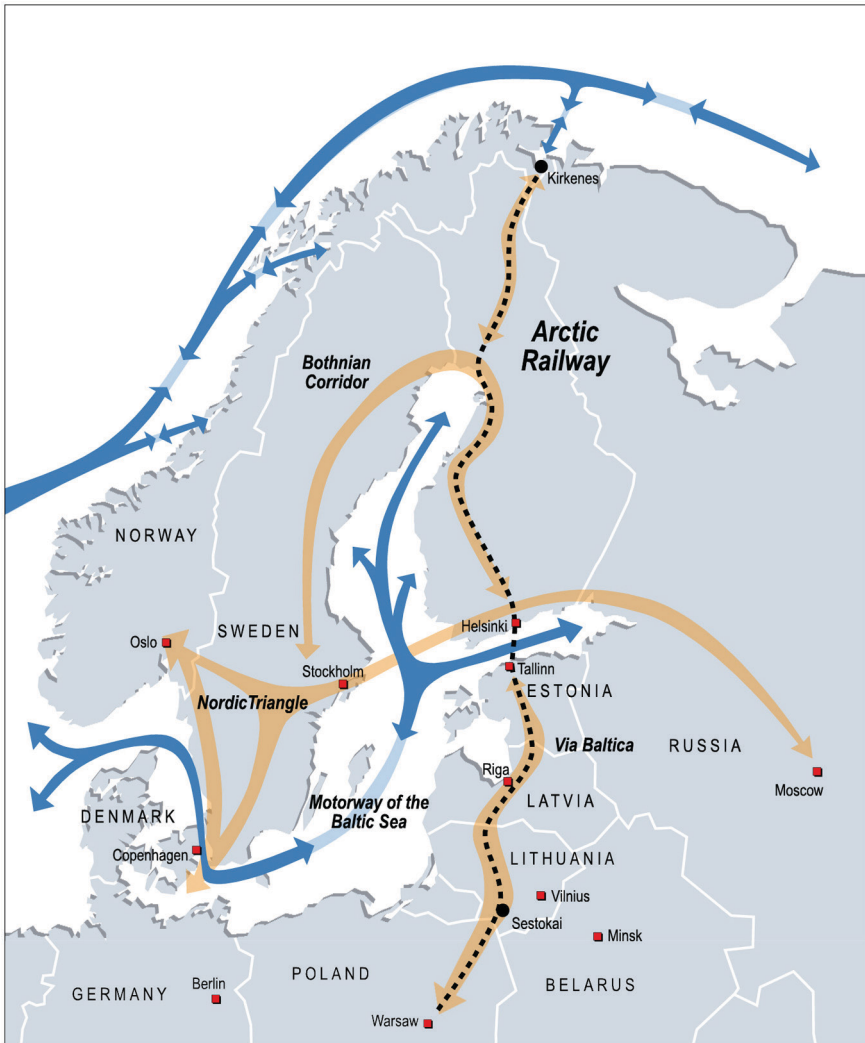 Kirkenes
Arctic
Railway
Bothnian
Corridor
NORWAY
Helsinki
SWEDEN
Oslo
Tallinn
Stockholm
ESTONIA
NordicTriangle
Via Baltica
RUSSIA
Riga
Moscow
Motorway of the
Baltic Sea
LATVIA
DENMARK
Copenhagen
LITHUANIA
Vilnius
Sestokai
Minsk
POLAND
BELARUS
Berlin
GERMANY
Warsaw